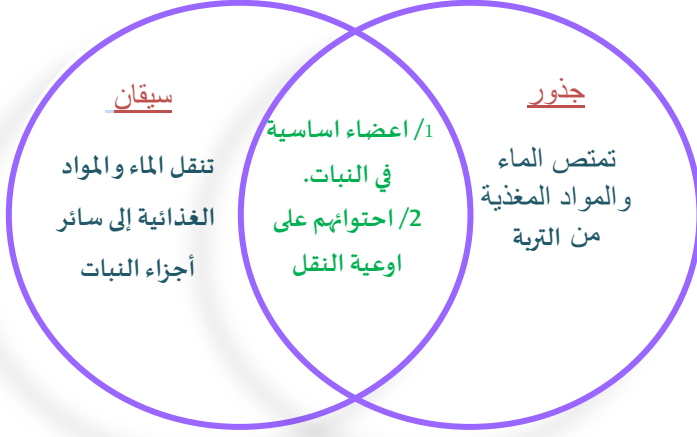 جذور
تمتص الماء
والمواد المغذية
من التربة
1/ اعضاء اساسية
في النبات.
2/ احتوائهم على
اوعية النقل
سيقان
تنقل الماء والمواد
الغذائية إلى سائر
أجزاء النبات